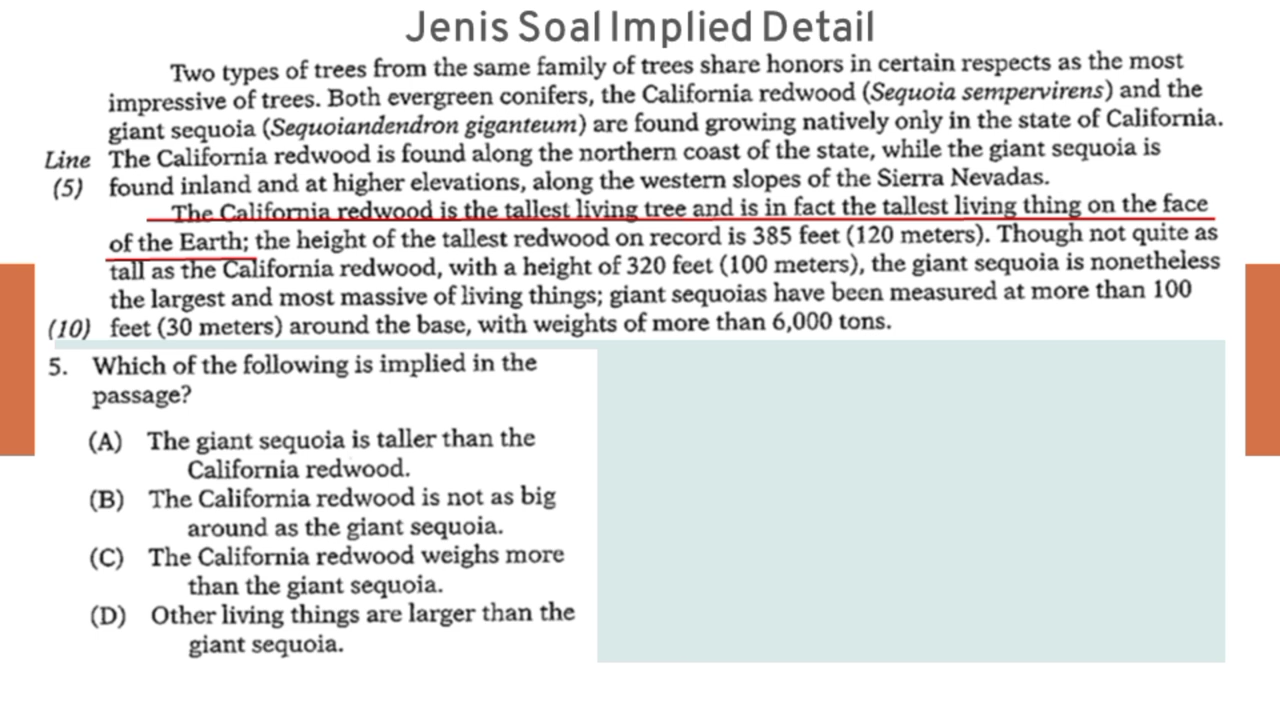 Jenis Soal Implied Detail
Two types of trees from the same family of trees share honors in certain respects as the most
impressive of trees. Both evergreen conifers, the California redwood (Sequoia sempervirens) and the
giant sequoia (Sequoiandendron giganteum) are found growing natively only in the state of California.
Line The California redwood is found along the northern coast of the state, while the giant sequoia is
(5) found inland and at higher elevations, along the western slopes of the Sierra Nevadas.
The California redwood is the tallest living tree and is in fact the tallest living thing on the face
of the Earth; the height of the tallest redwood on record is 385 feet (120 meters). Though not quite as
tall as the California redwood, with a height of 320 feet (100 meters), the giant sequoia is nonetheless
the largest and most massive of living things; giant sequoias have been measured at more than 100
(10) feet (30 meters) around the base, with weights of more than 6,000 tons.
5. Which of the following is implied in the
passage?
(A) The giant sequoia is taller than the
California redwood.
(B) The California redwood is not as big
around as the giant sequoia.
(C) The California redwood weighs more
than the giant sequoia.
(D) Other living things are larger than the
giant sequoia.